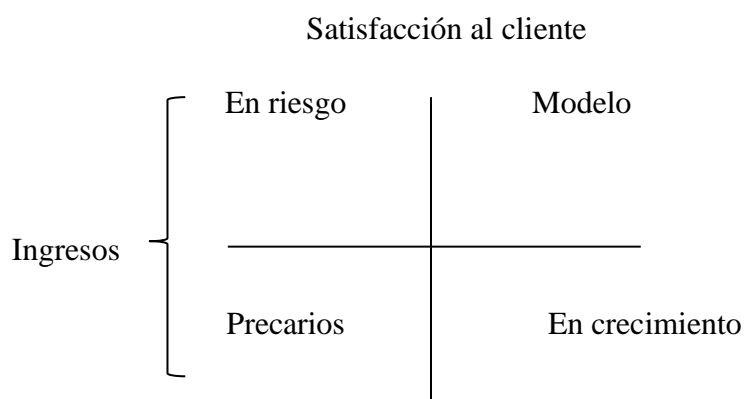 Satisfacción al cliente
En riesgo Modelo
Ingresos
Precarios En crecimiento